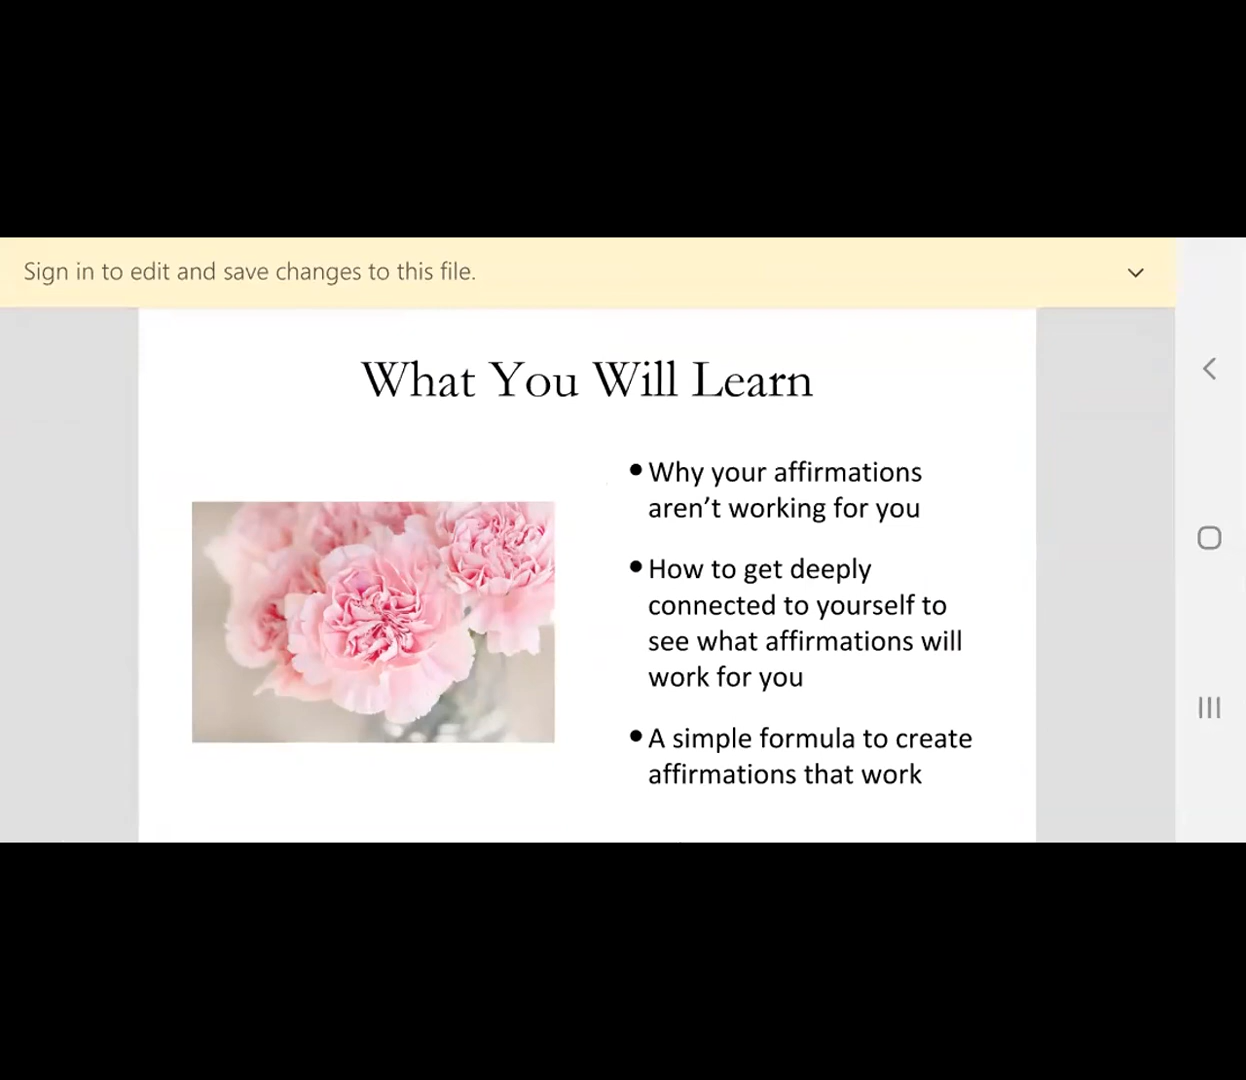 Sign in to edit and save changes to this file.
What You Will Learn
• Why your affirmations
aren’t working for you
• How to get deeply
connected to yourself to
see what affirmations will
work for you
• A simple formula to create
affirmations that work